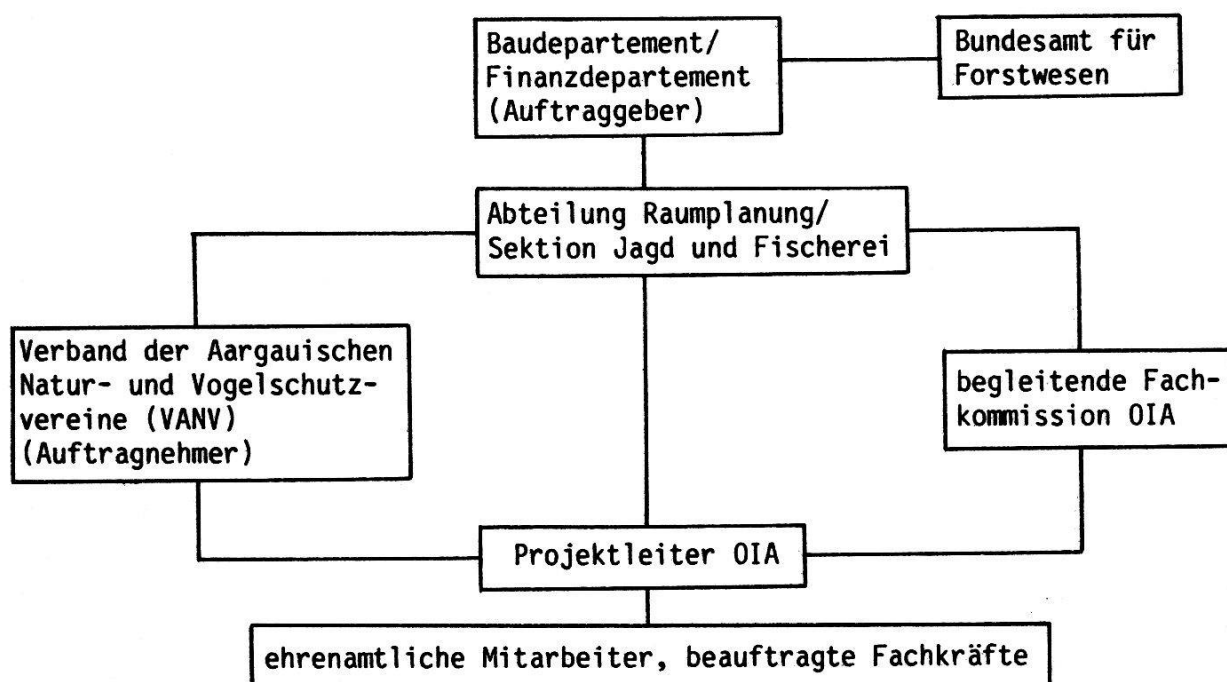 Baudepartement/
Finanzdepartement
(Auftraggeber)
Bundesamt für
Forstwesen
Abteilung Raumplanung/
Sektion Jagd und Fischerei
Verband der Aargauischen
Natur- und Vogelschutz-
vereine (VANV)
(Auftragnehmer)
begleitende Fach-
kommission OIA
Projektleiter OIA
ehrenamtliche Mitarbeiter, beauftragte Fachkräfte